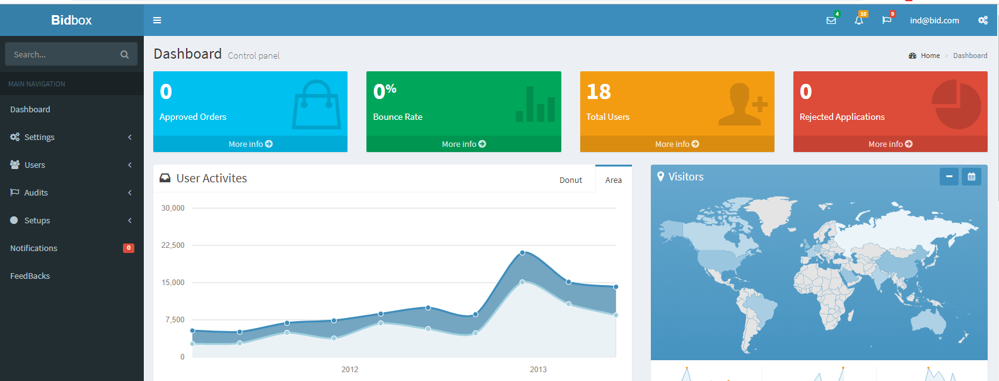 Bidbox
4
10
9
ind@bid.com
Search...
Dashboard Control panel
Home > Dashboard
MAIN NAVIGATION
Dashboard
Settings
Users
Audits
Setups
Notifications 0
FeedBacks
0
Approved Orders
More info
0%
Bounce Rate
More info
18
Total Users
More info
0
Rejected Applications
More info
User Activites
Donut
Area
30,000
22,500
15,000
7,500
0
2012
2013
Visitors